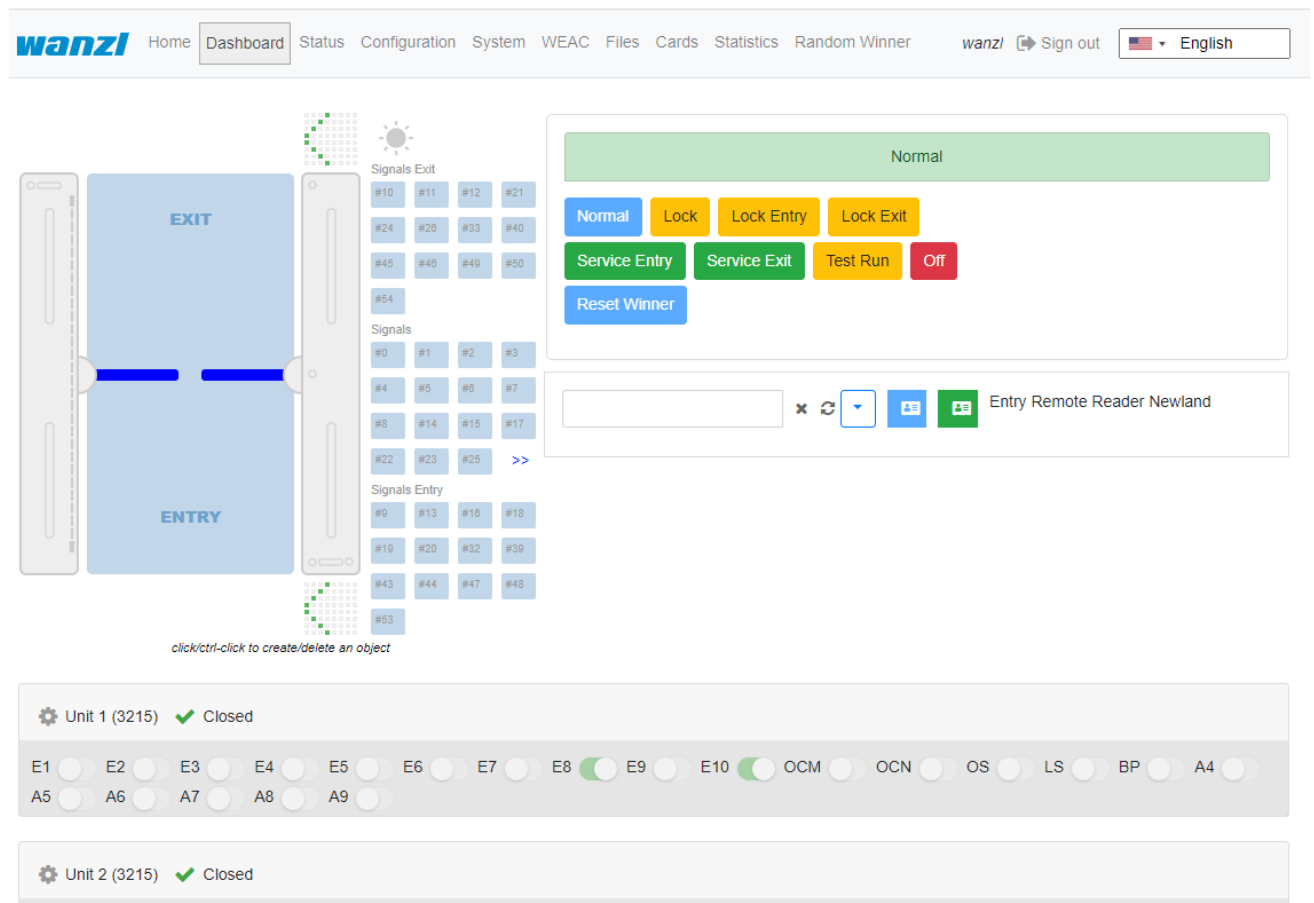 wanzl Home Dashboard Status Configuration System WEAC Files Cards Statistics Random Winner wanzl Sign out English
EXIT
ENTRY
click/ctrl-click to create/delete an object
Signals Exit
#10 #11 #12 #21
#24 #26 #33 #40
#45 #46 #49 #50
#54
Signals
#0 #1 #2 #3
#4 #5 #6 #7
#8 #14 #15 #17
#22 #23 #25 >>
Signals Entry
#9 #13 #16 #18
#19 #20 #32 #39
#43 #44 #47 #48
#53
Normal
Normal Lock Lock Entry Lock Exit
Service Entry Service Exit Test Run Off
Reset Winner
Entry Remote Reader Newland
Unit 1 (3215) Closed
E1 E2 E3 E4 E5 E6 E7 E8 E9 E10 OCM OCN OS LS BP A4
A5 A6 A7 A8 A9
Unit 2 (3215) Closed